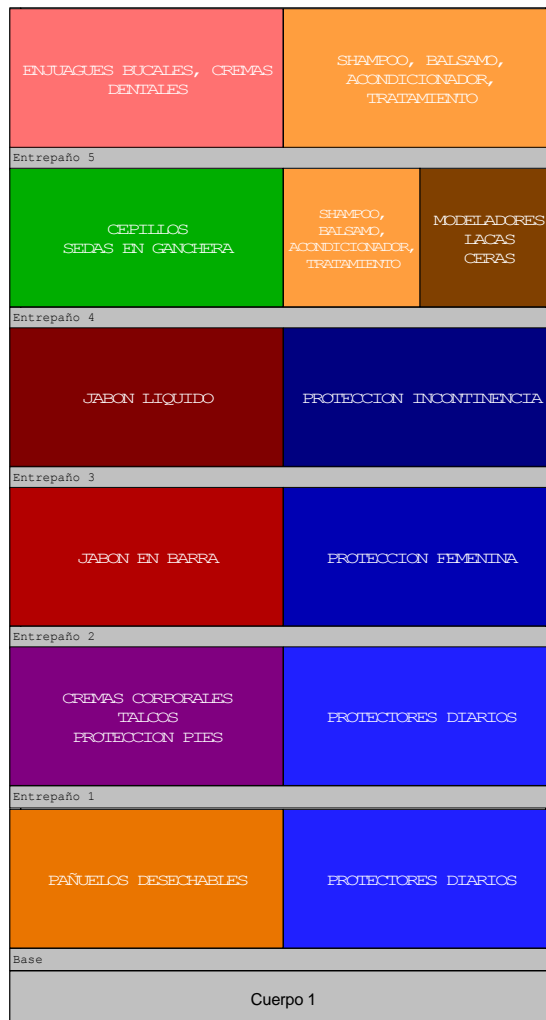 ENJUAGUES BUCALES, CREMAS
DENTALES
SHAMPOO, BALSAMO,
ACONDICIONADOR,
TRATAMIENTO
Entrepaño 5
CEPILLOS
SEDAS EN GANCHERA
SHAMPOO,
BALSAMO,
ACONDICIONADOR,
TRATAMIENTO
MODELADORES
LACAS
CERAS
Entrepaño 4
JABON LIQUIDO
PROTECCION INCONTINENCIA
Entrepaño 3
JABON EN BARRA
PROTECCION FEMENINA
Entrepaño 2
CREMAS CORPORALES
TALCOS
PROTECCION PIES
PROTECTORES DIARIOS
Entrepaño 1
PAÑUELOS DESECHABLES
PROTECTORES DIARIOS
Base
Cuerpo 1